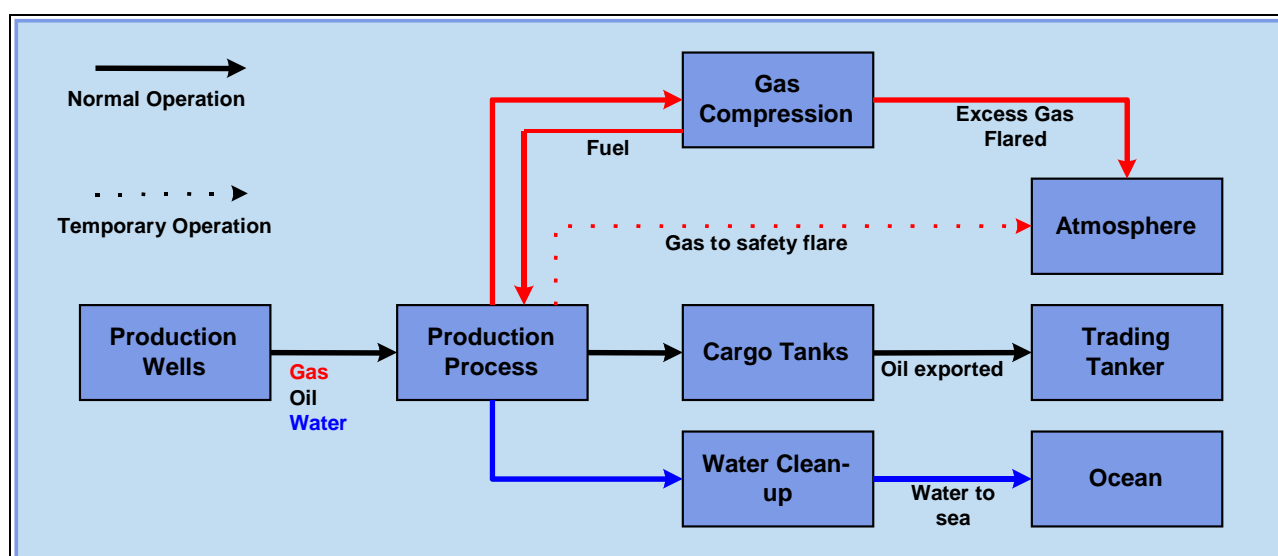 Normal Operation
Temporary Operation
Gas
Compression
Excess Gas
Flared
Fuel
Atmosphere
Gas to safety flare
Production
Wells
Gas
Oil
Water
Production
Process
Cargo Tanks
Oil exported
Trading
Tanker
Water Clean-
up
Water to
sea
Ocean